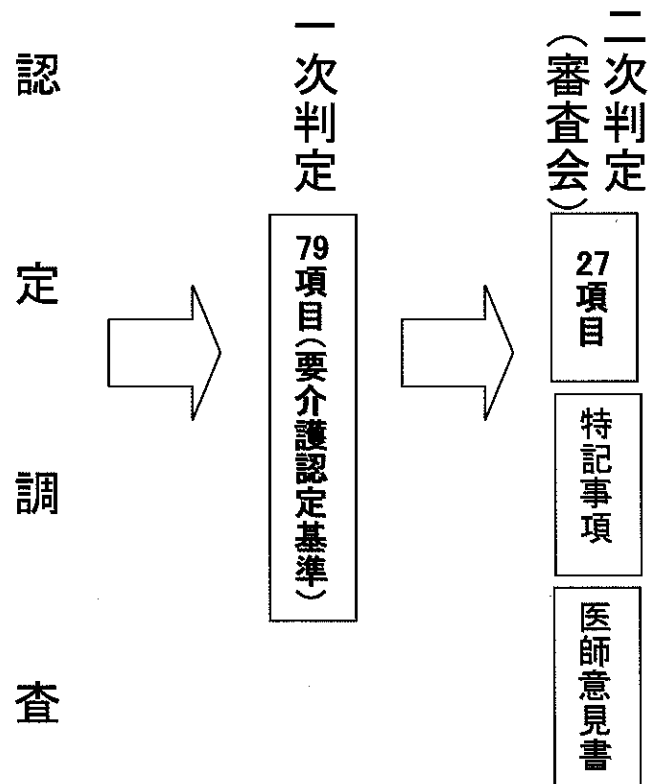 認定調査
一次判定
79項目（要介護認定基準）
二次判定
（審査会）
27項目
特記事項
医師意見書